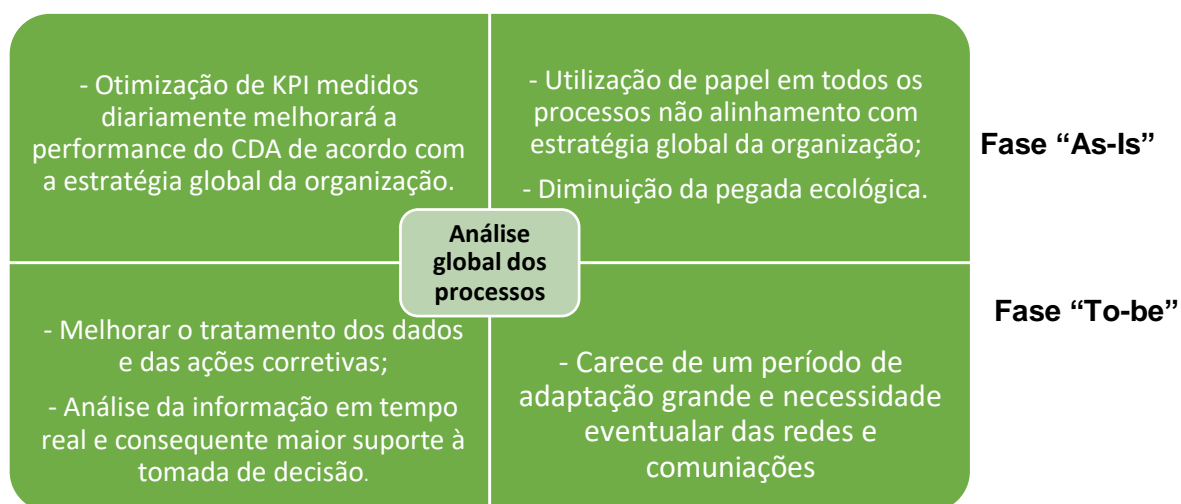 - Otimização de KPI medidos
diariamente melhorará a
performance do CDA de acordo com
a estratégia global da organização.
- Utilização de papel em todos os
processos não alinhamento com
estratégia global da organização;
- Diminuição da pegada ecológica.
Fase “As-Is”
Análise
global dos
processos
- Melhorar o tratamento dos dados
e das ações corretivas;
- Análise da informação em tempo
real e consequente maior suporte à
tomada de decisão.
- Carece de um período de
adaptação grande e necessidade
eventualar das redes e
comuniações
Fase “To-be”